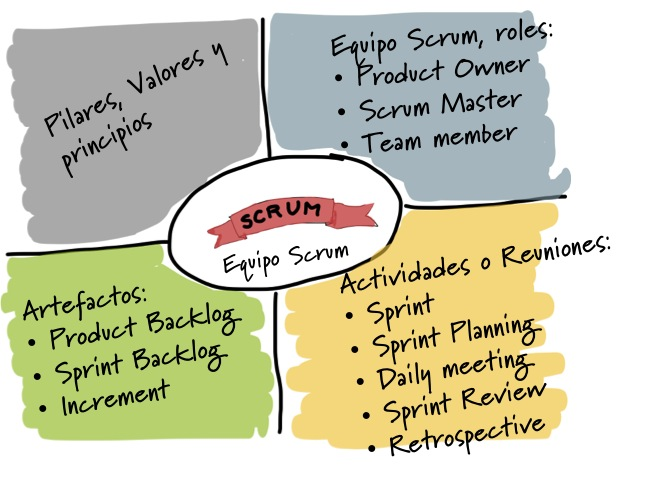 Pilares, Valores y
principios
Equipo Scrum, roles:
• Product Owner
• Scrum Master
• Team member
SCRUM
Equipo Scrum
Artefactos:
• Product Backlog
• Sprint Backlog
• Increment
Actividades o Reuniones:
• Sprint
• Sprint Planning
• Daily meeting
• Sprint Review
• Retrospective